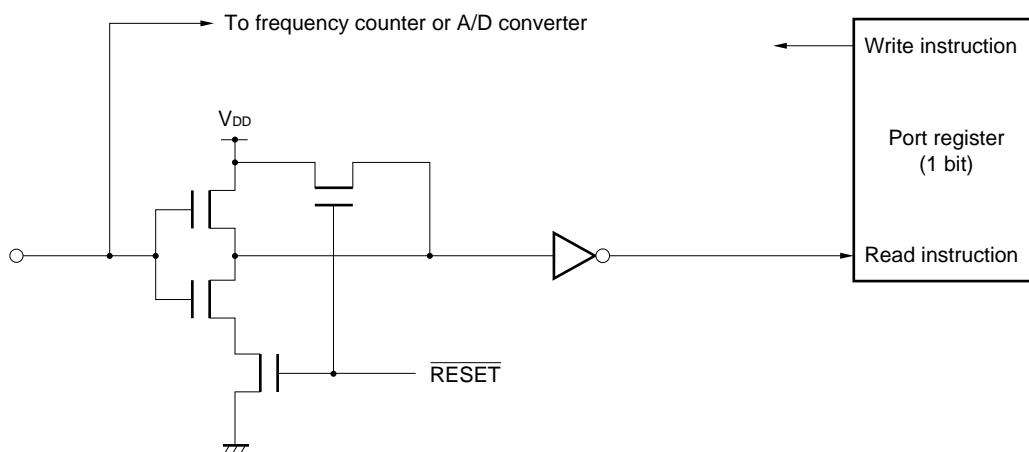 To frequency counter or A/D converter
Write instruction
VDD
Port register
(1 bit)
Read instruction
RESET